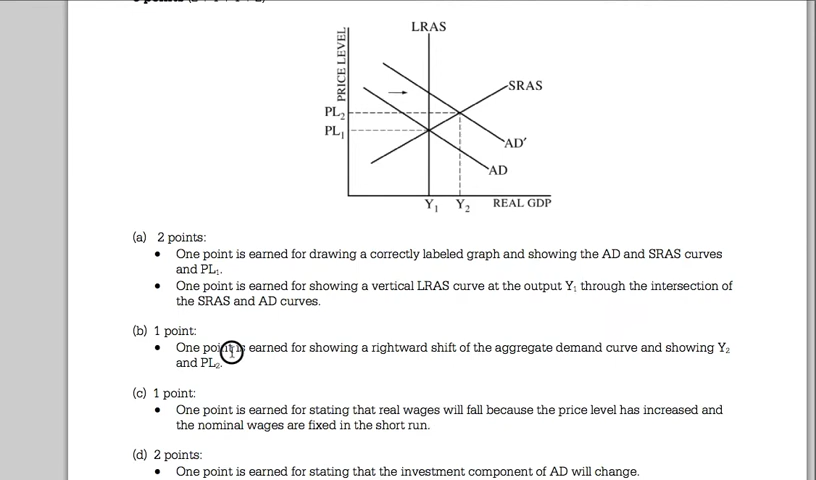 LRAS
PRICE LEVEL
SRAS
PL2
PL1
AD′
AD
Y1 Y2 REAL GDP
(a) 2 points:
• One point is earned for drawing a correctly labeled graph and showing the AD and SRAS curves
and PL1.
• One point is earned for showing a vertical LRAS curve at the output Y1 through the intersection of
the SRAS and AD curves.
(b) 1 point:
• One point is earned for showing a rightward shift of the aggregate demand curve and showing Y2
and PL2.
(c) 1 point:
• One point is earned for stating that real wages will fall because the price level has increased and
the nominal wages are fixed in the short run.
(d) 2 points:
• One point is earned for stating that the investment component of AD will change.